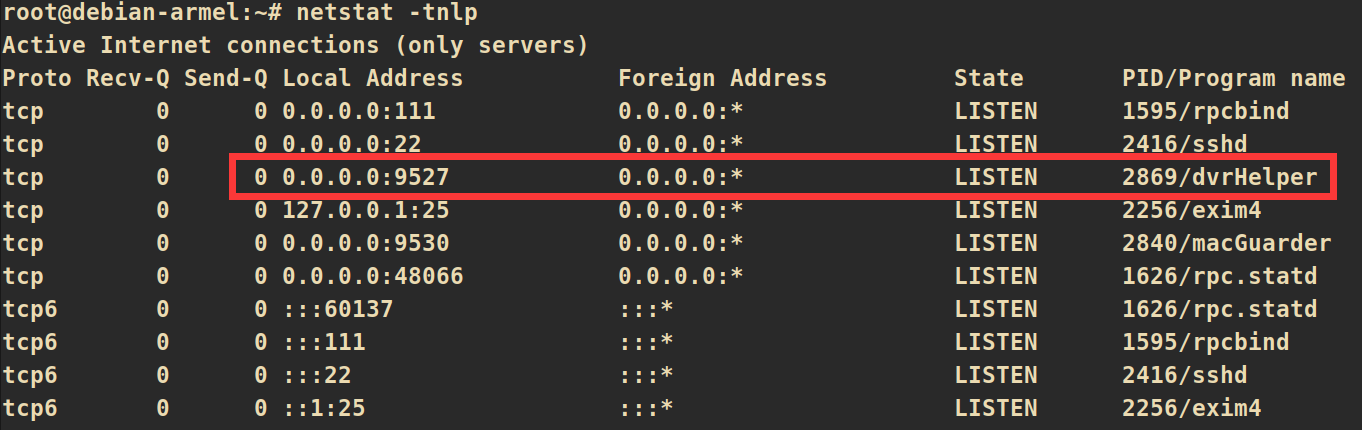 root@debian-armel:~# netstat -tnlp
Active Internet connections (only servers)
Proto Recv-Q Send-Q Local Address           Foreign Address         State       PID/Program name
tcp        0      0 0.0.0.0:111             0.0.0.0:*               LISTEN      1595/rpcbind
tcp        0      0 0.0.0.0:22              0.0.0.0:*               LISTEN      2416/sshd
tcp        0      0 0.0.0.0:9527            0.0.0.0:*               LISTEN      2869/dvrHelper
tcp        0      0 127.0.0.1:25            0.0.0.0:*               LISTEN      2256/exim4
tcp        0      0 0.0.0.0:9530            0.0.0.0:*               LISTEN      2840/macGuarder
tcp        0      0 0.0.0.0:48066           0.0.0.0:*               LISTEN      1626/rpc.statd
tcp6       0      0 :::60137                :::*                    LISTEN      1626/rpc.statd
tcp6       0      0 :::111                  :::*                    LISTEN      1595/rpcbind
tcp6       0      0 :::22                   :::*                    LISTEN      2416/sshd
tcp6       0      0 ::1:25                  :::*                    LISTEN      2256/exim4